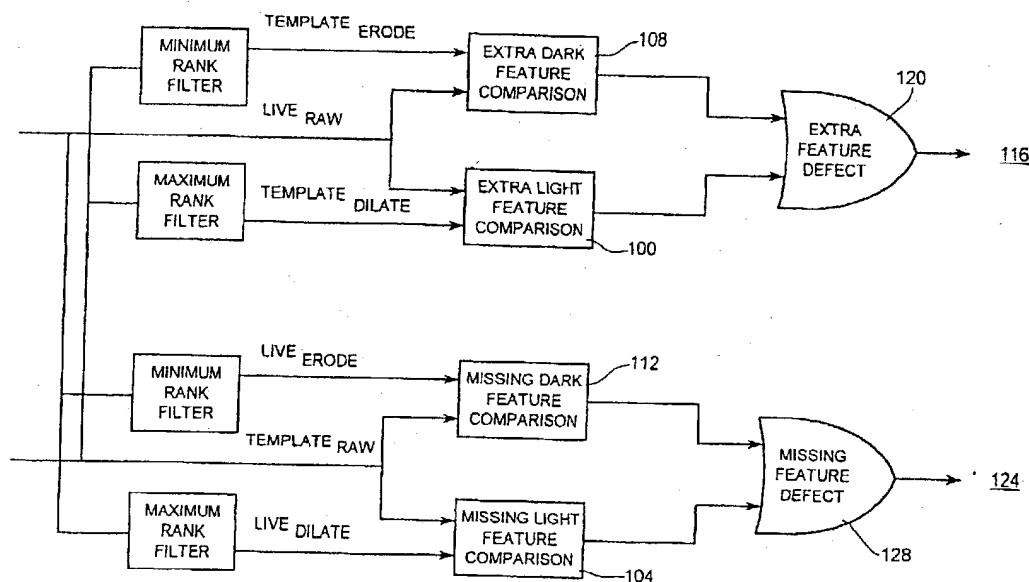 TEMPLATE ERODE
MINIMUM
RANK
FILTER
EXTRA DARK
FEATURE
COMPARISON
108
LIVE RAW
120
EXTRA
FEATURE
DEFECT
116
MAXIMUM
RANK
FILTER
TEMPLATE DILATE
EXTRA LIGHT
FEATURE
COMPARISON
100
LIVE ERODE
MINIMUM
RANK
FILTER
MISSING DARK
FEATURE
COMPARISON
112
TEMPLATE RAW
MISSING
FEATURE
DEFECT
124
MAXIMUM
RANK
FILTER
LIVE DILATE
MISSING LIGHT
FEATURE
COMPARISON
104
128